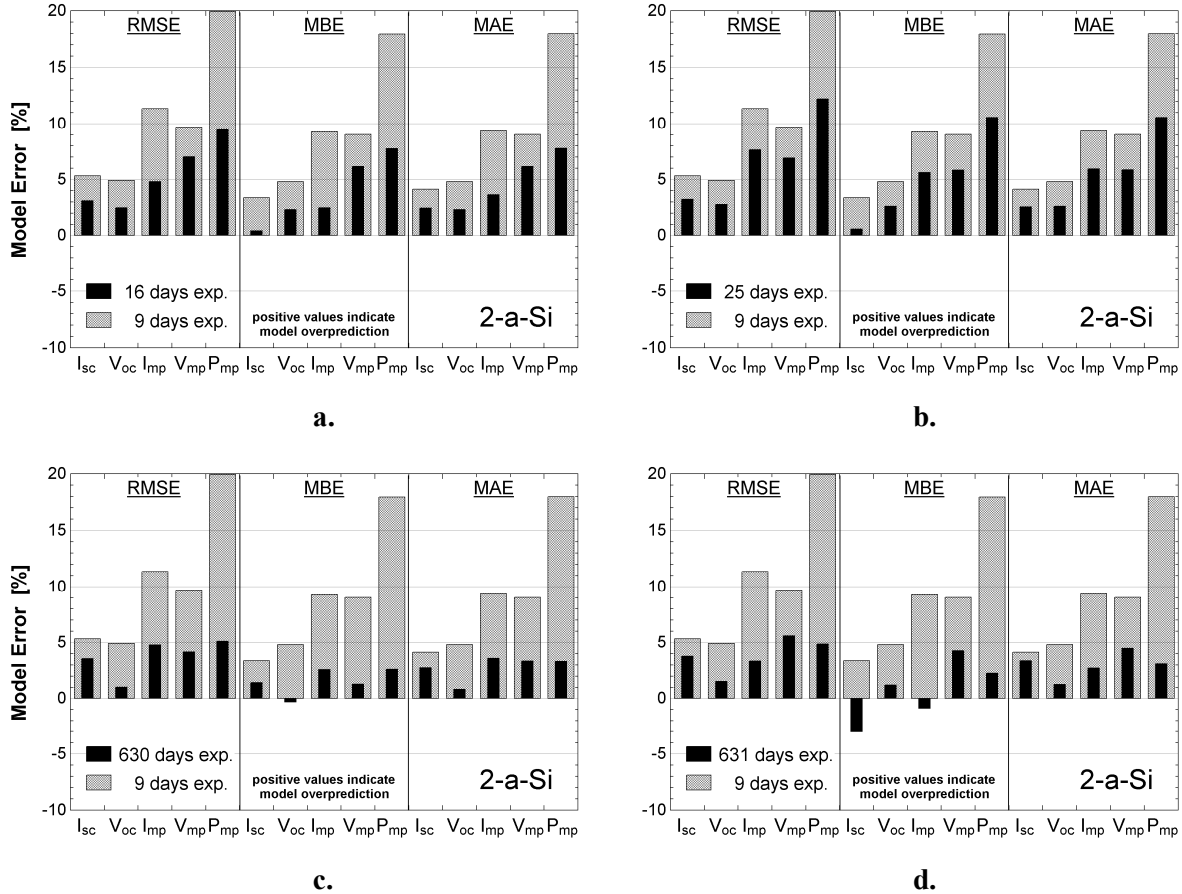 RMSE MBE MAE
20
15
10
5
0
-5
-10
Model Error [%]
16 days exp.
9 days exp.
positive values indicate
model overprediction
2-a-Si
Isc Voc Imp Vmp Pmp Isc Voc Imp Vmp Pmp Isc Voc Imp Vmp Pmp
a.
RMSE MBE MAE
20
15
10
5
0
-5
-10
25 days exp.
9 days exp.
positive values indicate
model overprediction
2-a-Si
Isc Voc Imp Vmp Pmp Isc Voc Imp Vmp Pmp Isc Voc Imp Vmp Pmp
b.
RMSE MBE MAE
20
15
10
5
0
-5
-10
Model Error [%]
630 days exp.
9 days exp.
positive values indicate
model overprediction
2-a-Si
Isc Voc Imp Vmp Pmp Isc Voc Imp Vmp Pmp Isc Voc Imp Vmp Pmp
c.
RMSE MBE MAE
20
15
10
5
0
-5
-10
631 days exp.
9 days exp.
positive values indicate
model overprediction
2-a-Si
Isc Voc Imp Vmp Pmp Isc Voc Imp Vmp Pmp Isc Voc Imp Vmp Pmp
d.